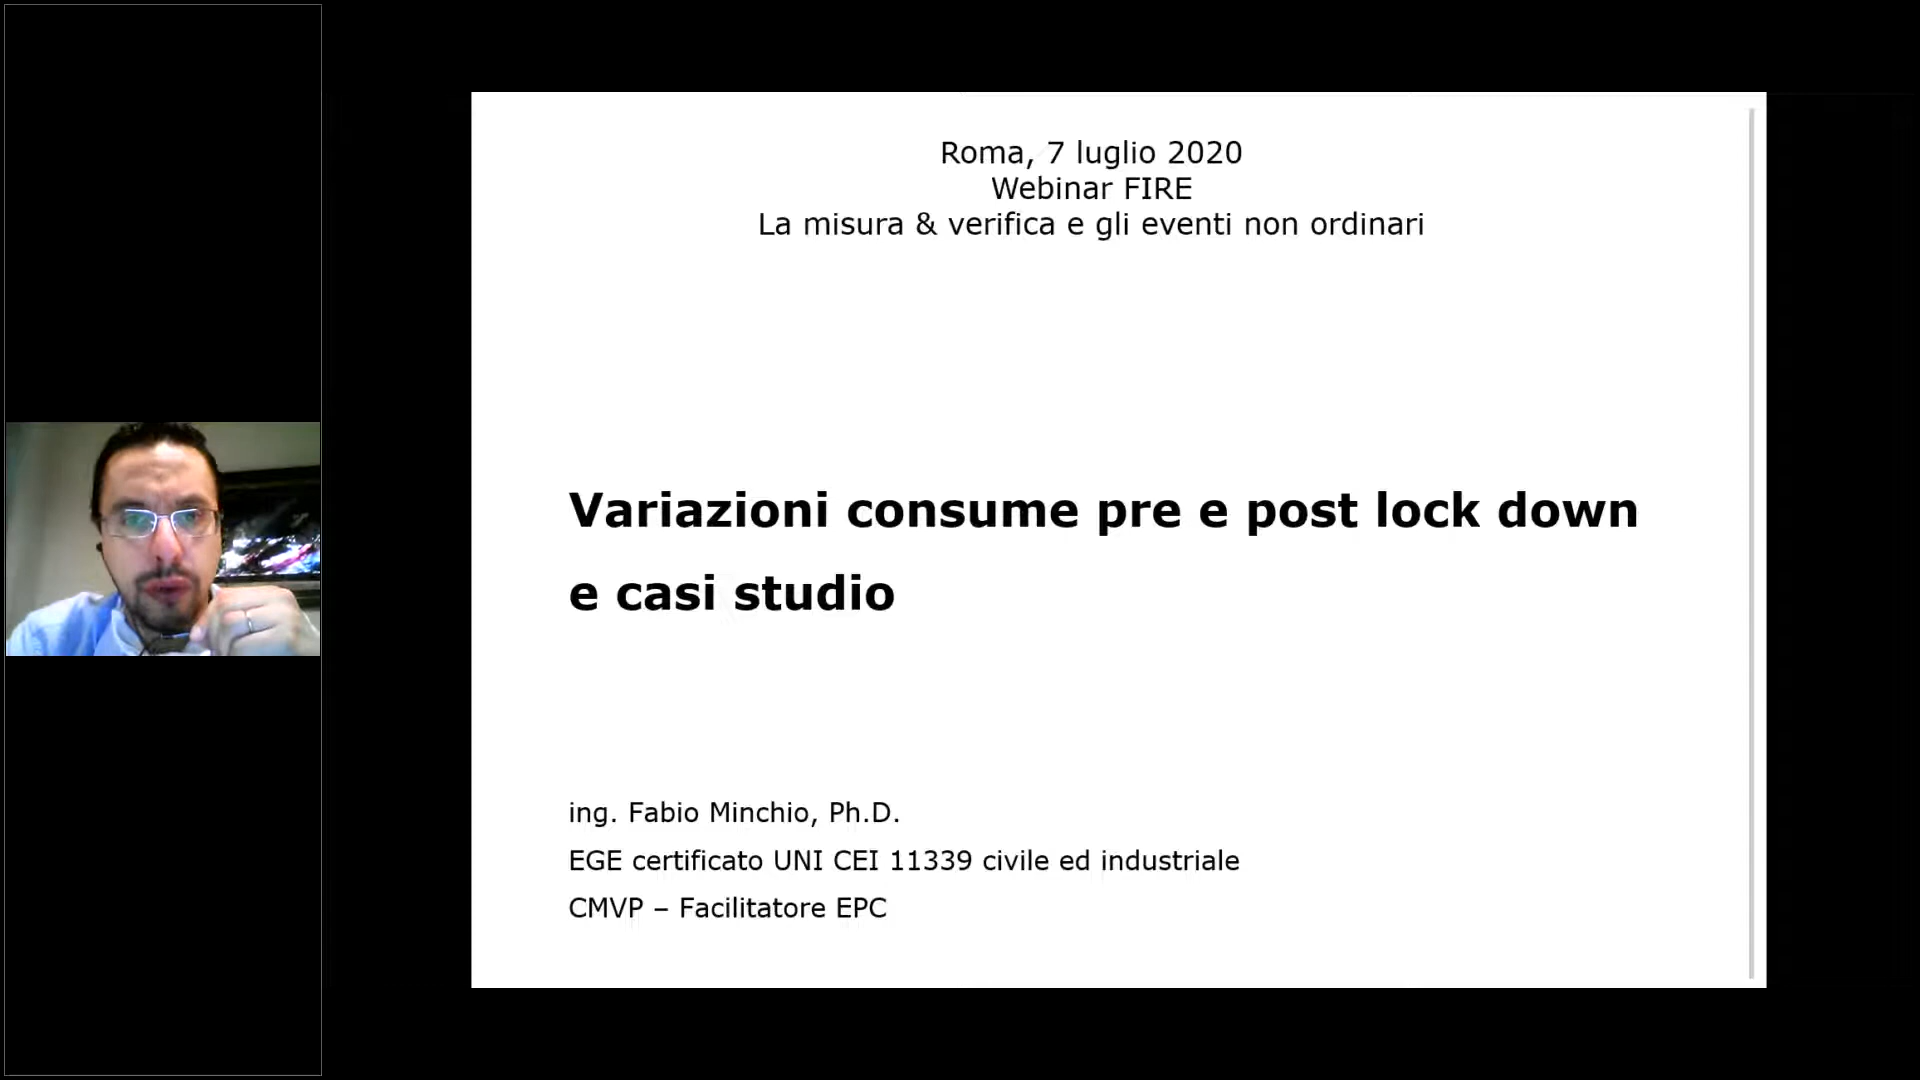 Roma, 7 luglio 2020
Webinar FIRE
La misura & verifica e gli eventi non ordinari
Variazioni consume pre e post lock down
e casi studio
ing. Fabio Minchio, Ph.D.
EGE certificato UNI CEI 11339 civile ed industriale
CMVP – Facilitatore EPC